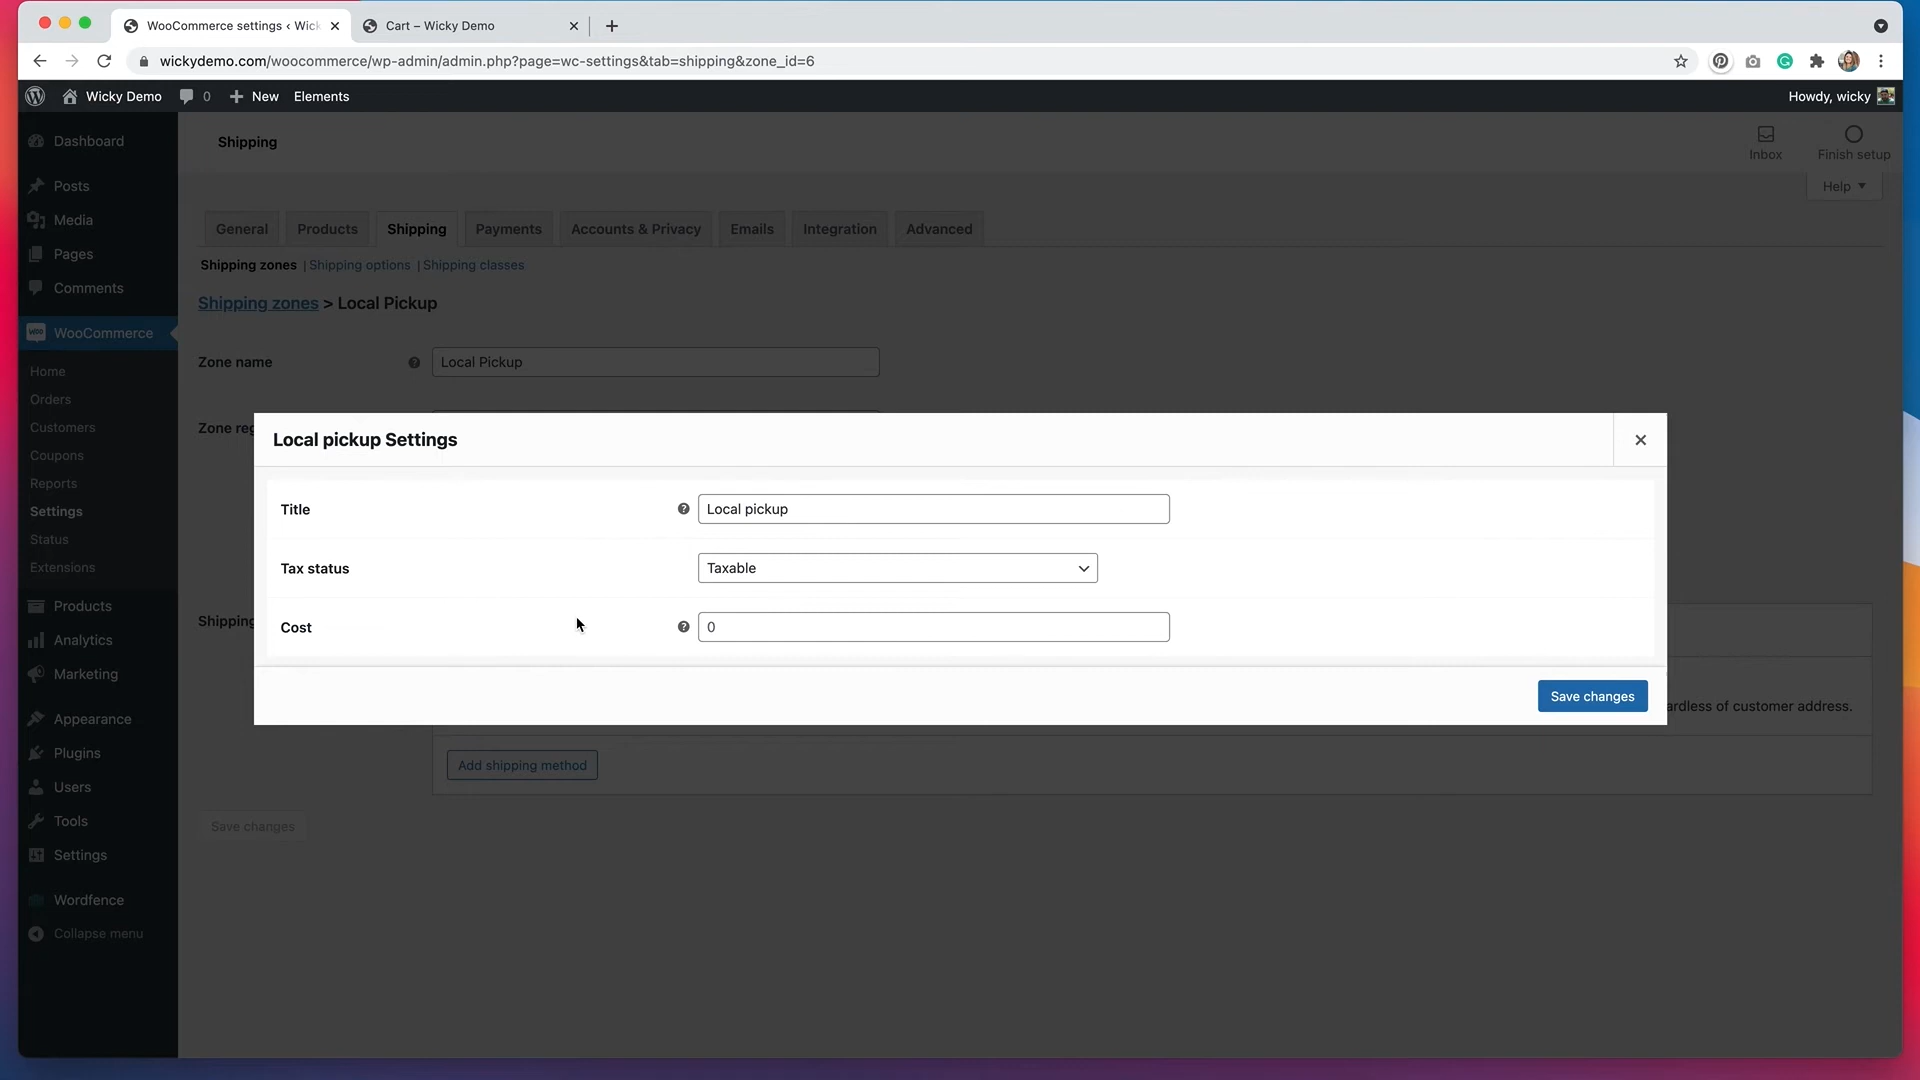 WooCommerce settings ‹ Wick
Cart – Wicky Demo
wickydemo.com/woocommerce/wp-admin/admin.php?page=wc-settings&tab=shipping&zone_id=6
Wicky Demo
0
New
Elements
Howdy, wicky
Dashboard
Posts
Media
Pages
Comments
WooCommerce
Home
Orders
Customers
Coupons
Reports
Settings
Status
Extensions
Products
Analytics
Marketing
Appearance
Plugins
Users
Tools
Settings
Wordfence
Collapse menu
Shipping
Inbox
Finish setup
Help
General
Products
Shipping
Payments
Accounts & Privacy
Emails
Integration
Advanced
Shipping zones | Shipping options | Shipping classes
Shipping zones > Local Pickup
Zone name
Local Pickup
Zone reg
Local pickup Settings
Title
Local pickup
Tax status
Taxable
Shipping
Cost
0
Save changes
ardless of customer address.
Add shipping method
Save changes